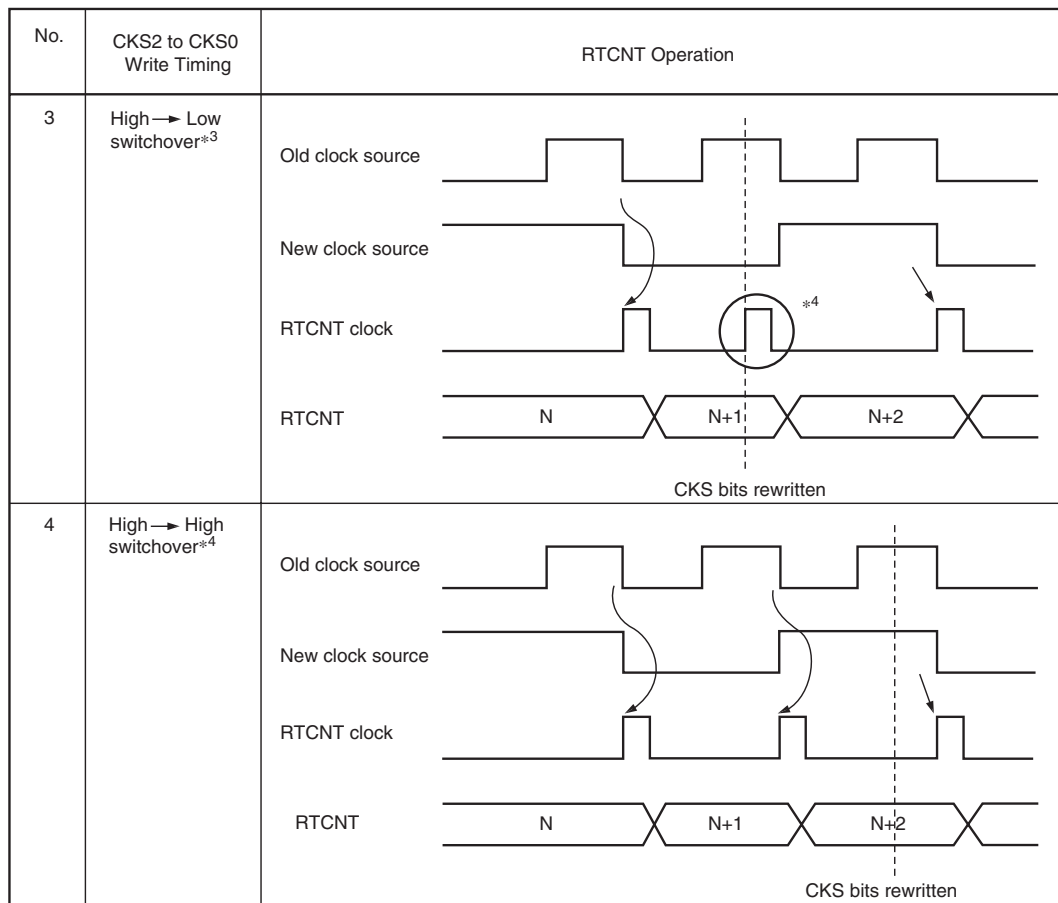 No.
CKS2 to CKS0
Write Timing
RTCNT Operation
3
High → Low
switchover*3
Old clock source
New clock source
*4
RTCNT clock
RTCNT
N
N+1
N+2
CKS bits rewritten
4
High → High
switchover*4
Old clock source
New clock source
RTCNT clock
RTCNT
N
N+1
N+2
CKS bits rewritten